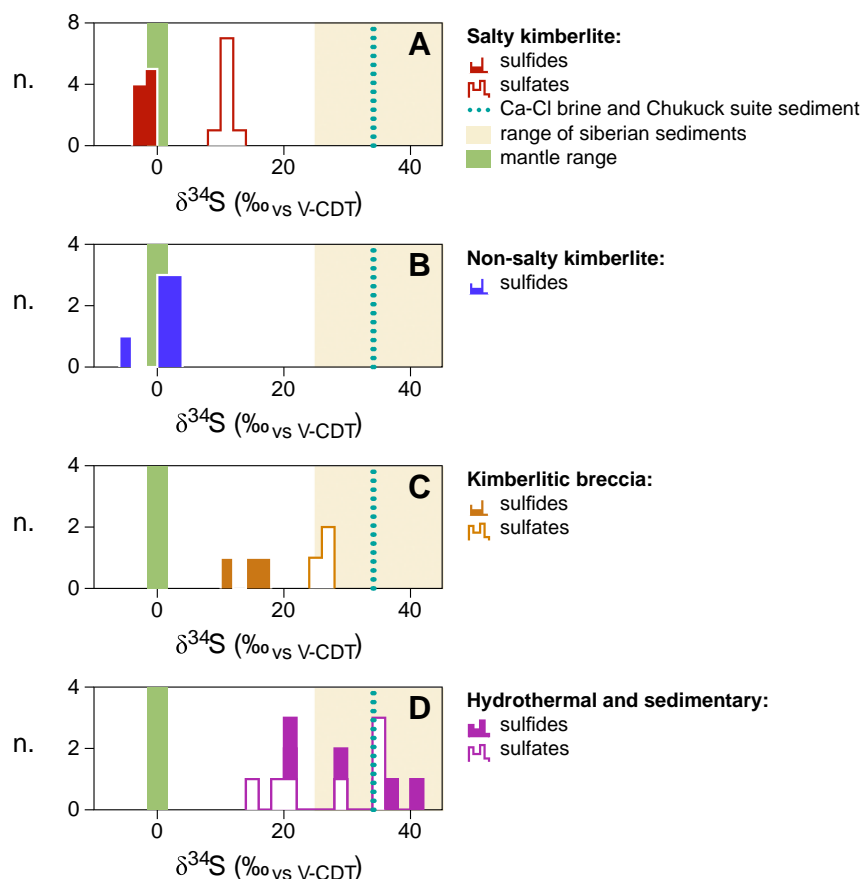 8
A
n.
4
0
0
20
40
δ34S (‰ vs V-CDT)
Salty kimberlite:
sulfides
sulfates
Ca-Cl brine and Chukuck suite sediment
range of siberian sediments
mantle range
4
B
n.
2
0
0
20
40
δ34S (‰ vs V-CDT)
Non-salty kimberlite:
sulfides
4
C
n.
2
0
0
20
40
δ34S (‰ vs V-CDT)
Kimberlitic breccia:
sulfides
sulfates
4
D
n.
2
0
0
20
40
δ34S (‰ vs V-CDT)
Hydrothermal and sedimentary:
sulfides
sulfates